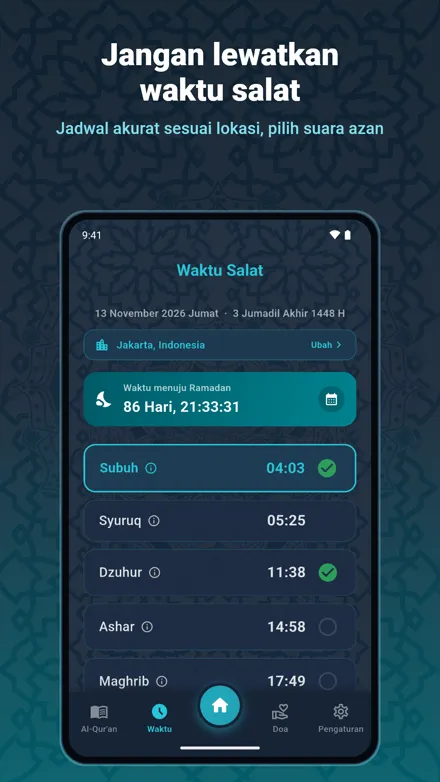 Jangan lewatkan
waktu salat
Jadwal akurat sesuai lokasi, pilih suara azan
9:41
Waktu Salat
13 November 2026 Jumat · 3 Jumadil Akhir 1448 H
Jakarta, Indonesia
Ubah
Waktu menuju Ramadan
86 Hari, 21:33:31
Subuh 04:03
Syuruq 05:25
Dzuhur 11:38
Ashar 14:58
Maghrib 17:49
Al-Qur'an
Waktu
Doa
Pengaturan